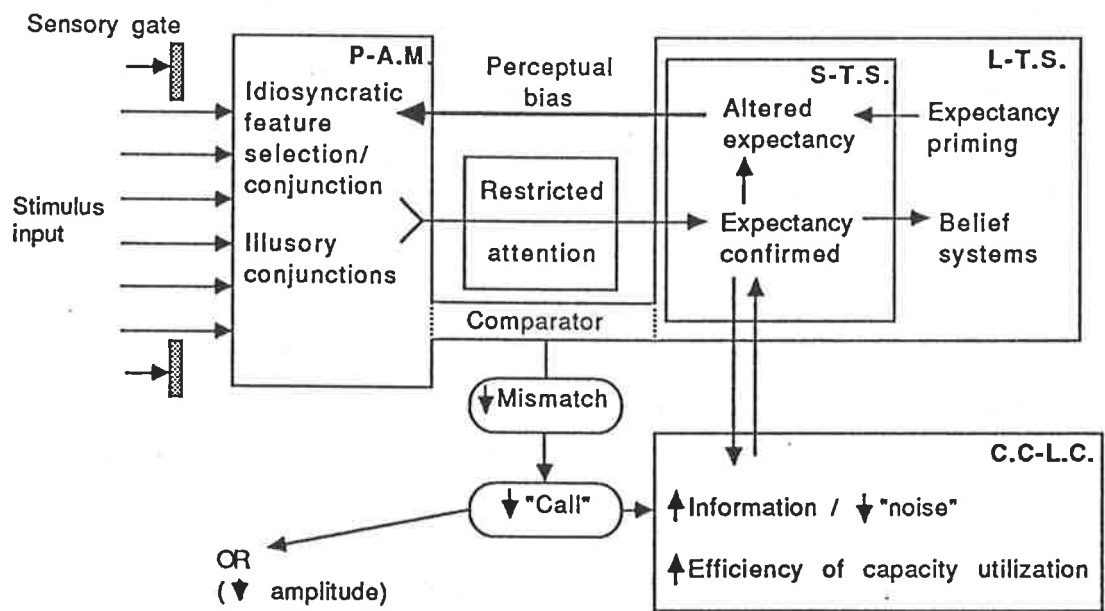 Sensory gate
P-A.M.
Idiosyncratic
feature
selection/
conjunction
Illusory
conjunctions
Stimulus
input
Perceptual
bias
Restricted
attention
Comparator
L-T.S.
S-T.S.
Altered
expectancy
Expectancy
priming
Expectancy
confirmed
Belief
systems
↓ Mismatch
↓ "Call"
OR
(↓ amplitude)
C.C-L.C.
↑ Information / ↓ "noise"
↑ Efficiency of capacity utilization